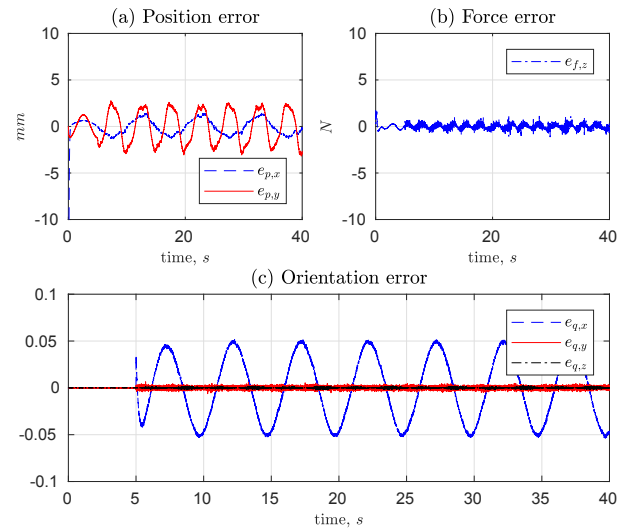 (a) Position error
10
5
0
-5
-10
mm
e_{p,x}
e_{p,y}
0
20
40
time, s
(b) Force error
10
5
0
-5
-10
N
e_{f,z}
0
20
40
time, s
(c) Orientation error
0.1
0.05
0
-0.05
-0.1
e_{q,x}
e_{q,y}
e_{q,z}
0
5
10
15
20
25
30
35
40
time, s